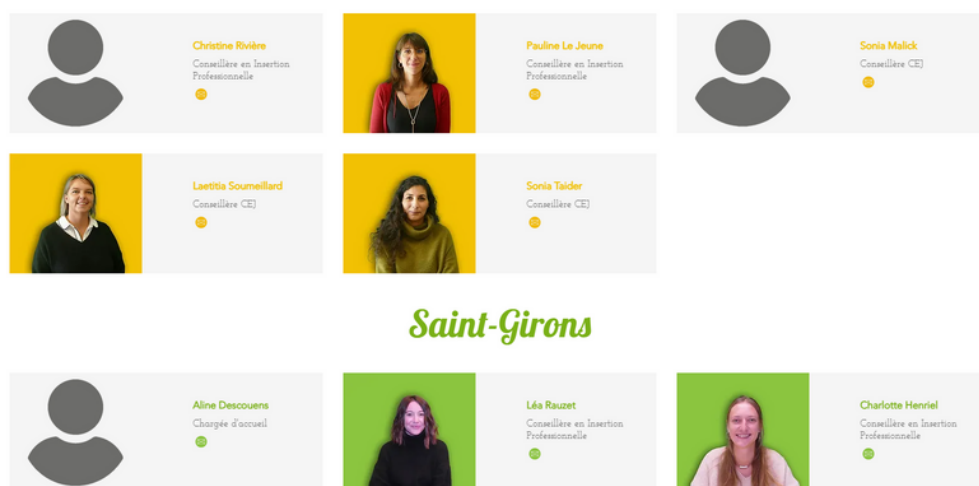 Christine Rivière
Conseillère en Insertion
Professionnelle
Pauline Le Jeune
Conseillère en Insertion
Professionnelle
Sonia Malick
Conseillère CEJ
Laetitia Soumeillard
Conseillère CEJ
Sonia Taider
Conseillère CEJ
Saint-Girons
Aline Descouens
Chargée d'accueil
Léa Rauzet
Conseillère en Insertion
Professionnelle
Charlotte Henriel
Conseillère en Insertion
Professionnelle